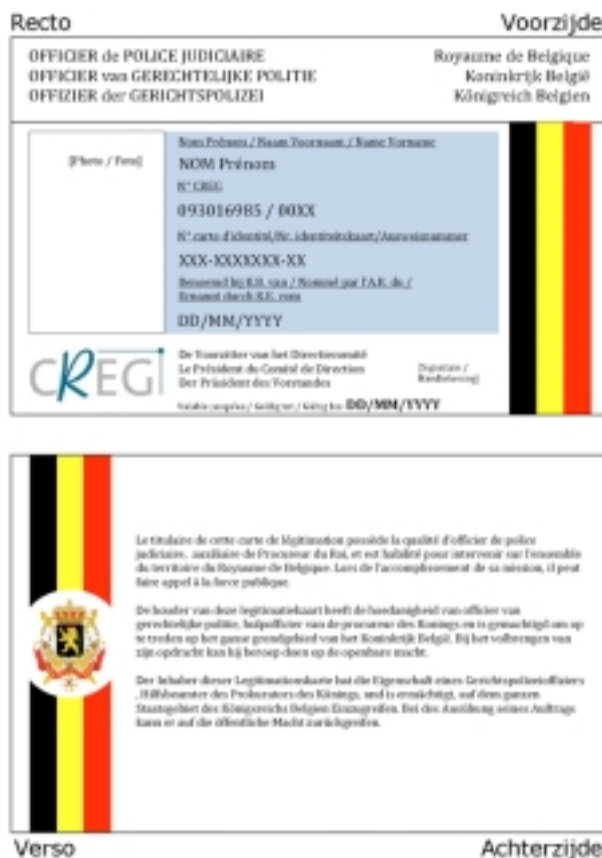 Recto
Voorzijde
OFFICIER de POLICE JUDICIAIRE
OFFICIER van GERECHTELIJKE POLITIE
OFFIZIER der GERICHTSPOLIZEI
Royaume de Belgique
Koninkrijk België
Königreich Belgien
[Photo / Foto]
Nom Prénom / Naam Voornaam / Name Vorname
NOM Prénom
N° CREG
093016985 / 00XX
N° carte d'identité/Nr. identiteitskaart/Ausweisnummer
XXX-XXXXXXX-XX
Benoemd bij K.B. van / Nommé par l'A.R. du /
Ernannt durch K.E. vom
DD/MM/YYYY
CREG
De Voorzitter van het Directiecomité
Le Président du Comité de Direction
Der Präsident des Vorstandes
[Signature /
Handtekening]
Valable jusqu'au / Geldig tot / Gültig bis: DD/MM/YYYY
Le titulaire de cette carte de légitimation possède la qualité d'officier de police
judiciaire, auxiliaire de Procureur du Roi, et est habilité pour intervenir sur l'ensemble
du territoire du Royaume de Belgique. Lors de l'accomplissement de sa mission, il peut
faire appel à la force publique.
De houder van deze legitimatiekaart heeft de hoedanigheid van officier van
gerechtelijke politie, hulpofficier van de procureur des Konings en is gemachtigd om op
te treden op het ganse grondgebied van het Koninkrijk België. Bij het volbrengen van
zijn opdracht kan hij beroep doen op de openbare macht.
Der Inhaber dieser Legitimationskarte hat die Eigenschaft eines Gerichtspolizeioffiziers
, Hilfsbeamter des Prokurators des Königs, und is ermächtigt, auf dem ganzen
Staatsgebiet des Königreichs Belgien Einzugreifen. Bei des Ausübung seines Auftrags
kann er auf die öffentliche Macht zurückgreifen.
Verso
Achterzijde